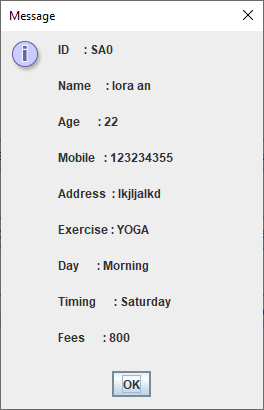 Message
ID : SA0
Name : lora an
Age : 22
Mobile : 123234355
Address : lkjljalkd
Exercise : YOGA
Day : Morning
Timing : Saturday
Fees : 800
OK